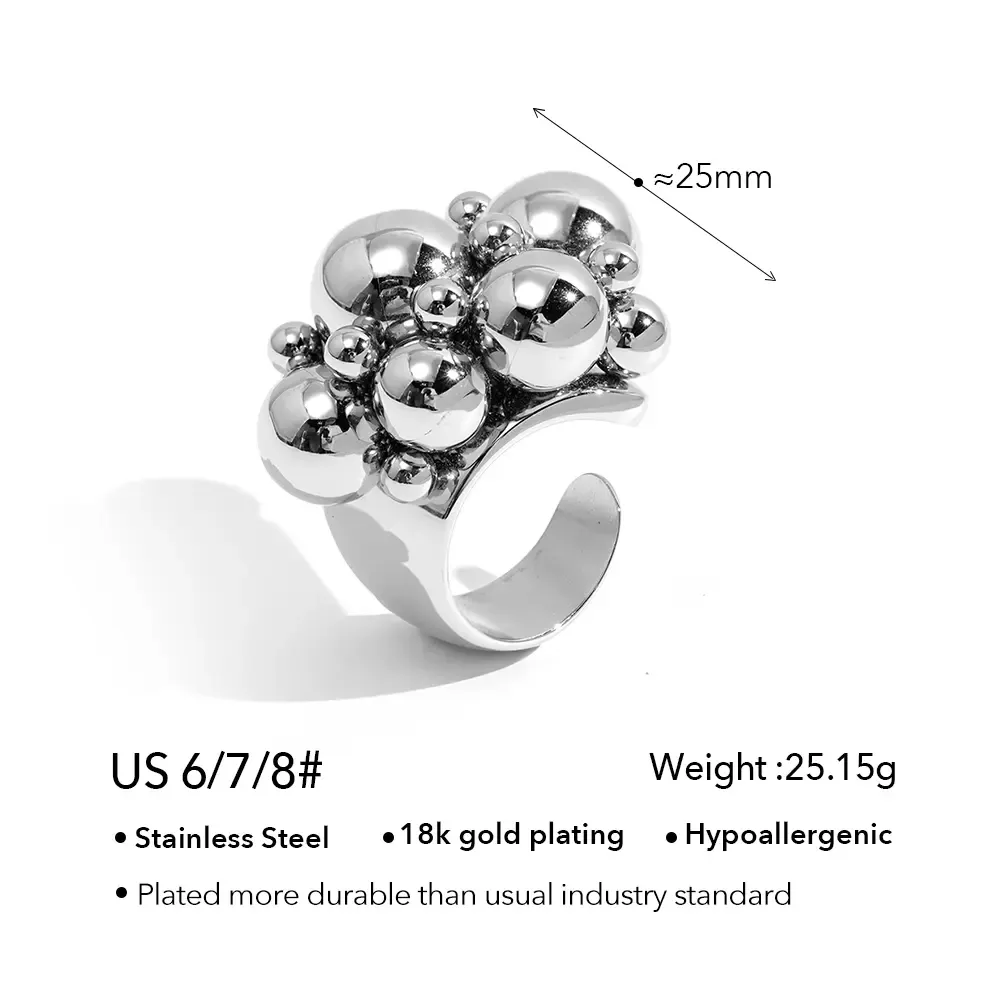 ≈25mm
US 6/7/8#
Weight :25.15g
• Stainless Steel
•18k gold plating
• Hypoallergenic
• Plated more durable than usual industry standard